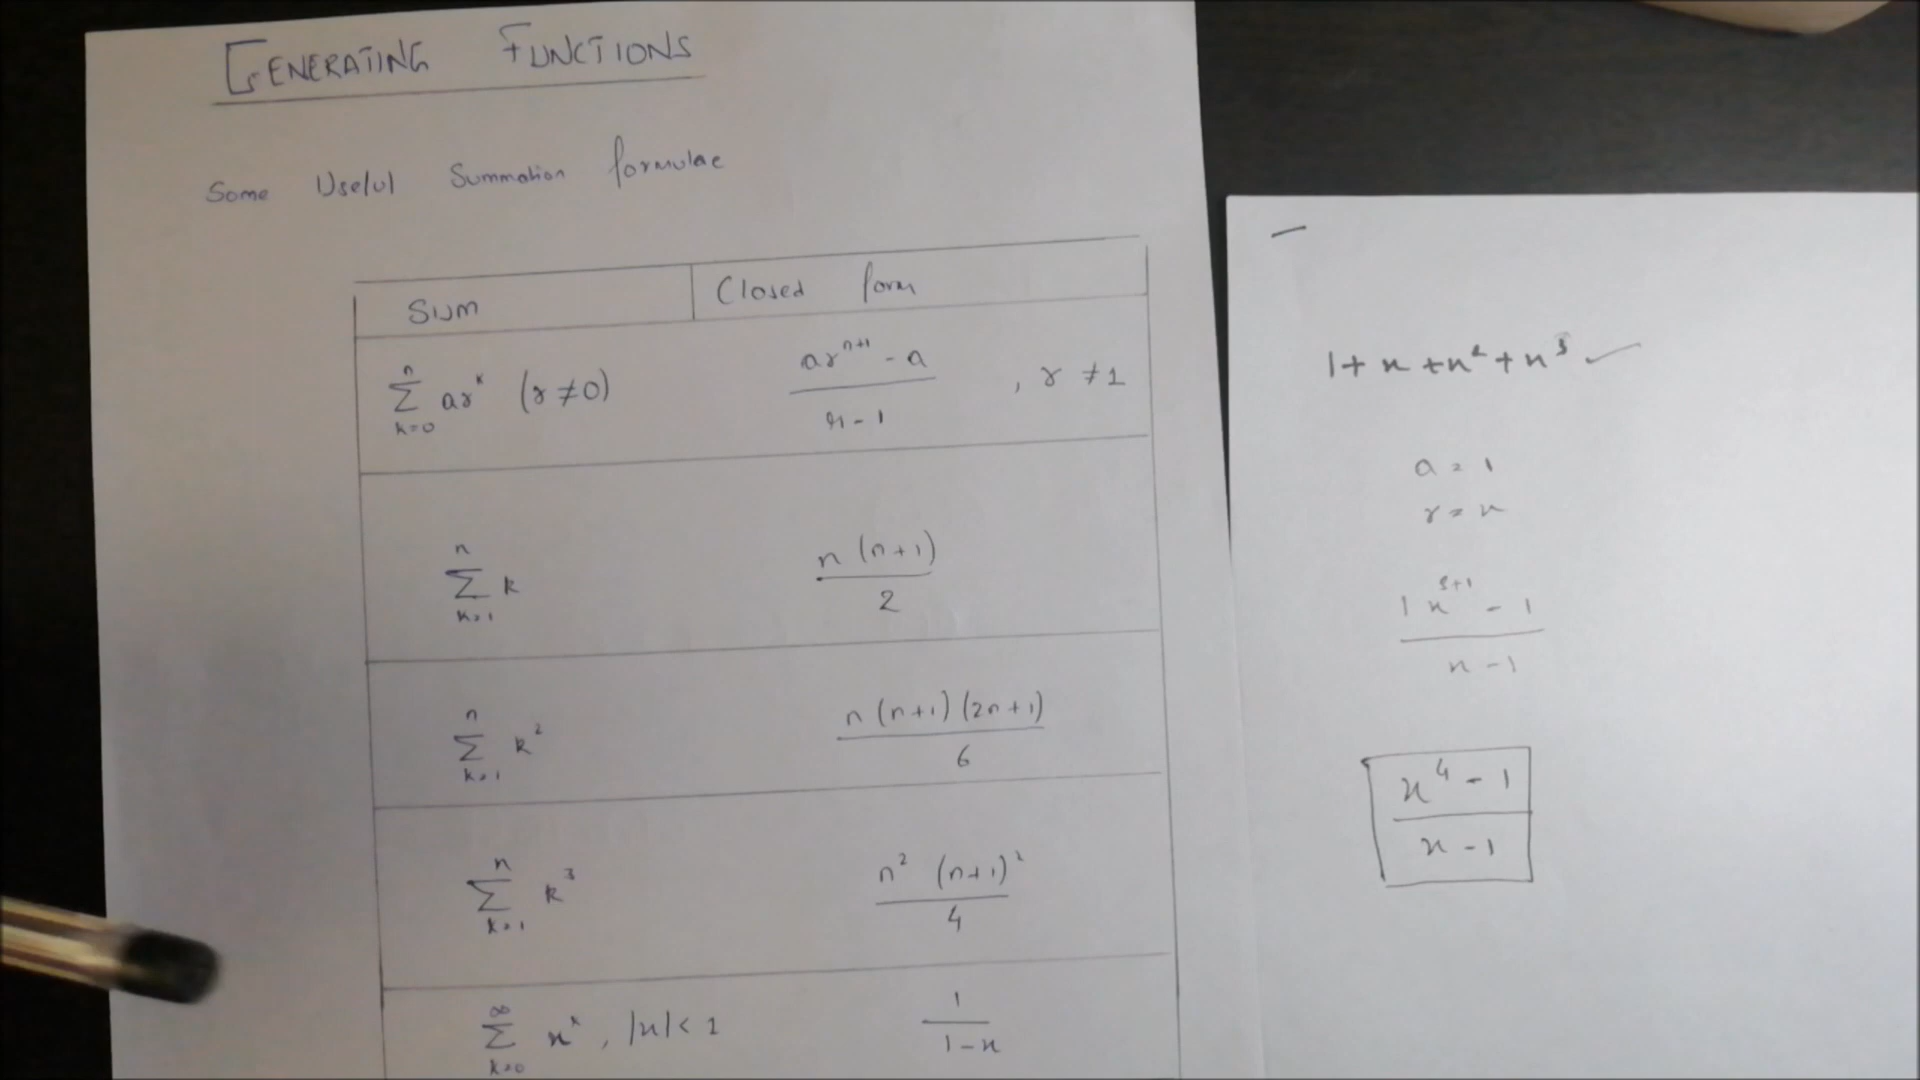 GENERATING FUNCTIONS
Some Useful Summation formulae
Sum Closed form
∑_{k=0}^{n} ar^k (r≠0) (ar^{n+1} - a)/(r-1) , r ≠ 1
∑_{k=1}^{n} k n(n+1)/2
∑_{k=1}^{n} k² n(n+1)(2n+1)/6
∑_{k=1}^{n} k³ n² (n+1)²/4
∑_{k=0}^{∞} x^k , |x| < 1 1/(1-x)
1 + x + x² + x³ ✓
a = 1
r = x
(1x^{3+1} - 1)/(x-1)
(x⁴ - 1)/(x-1)